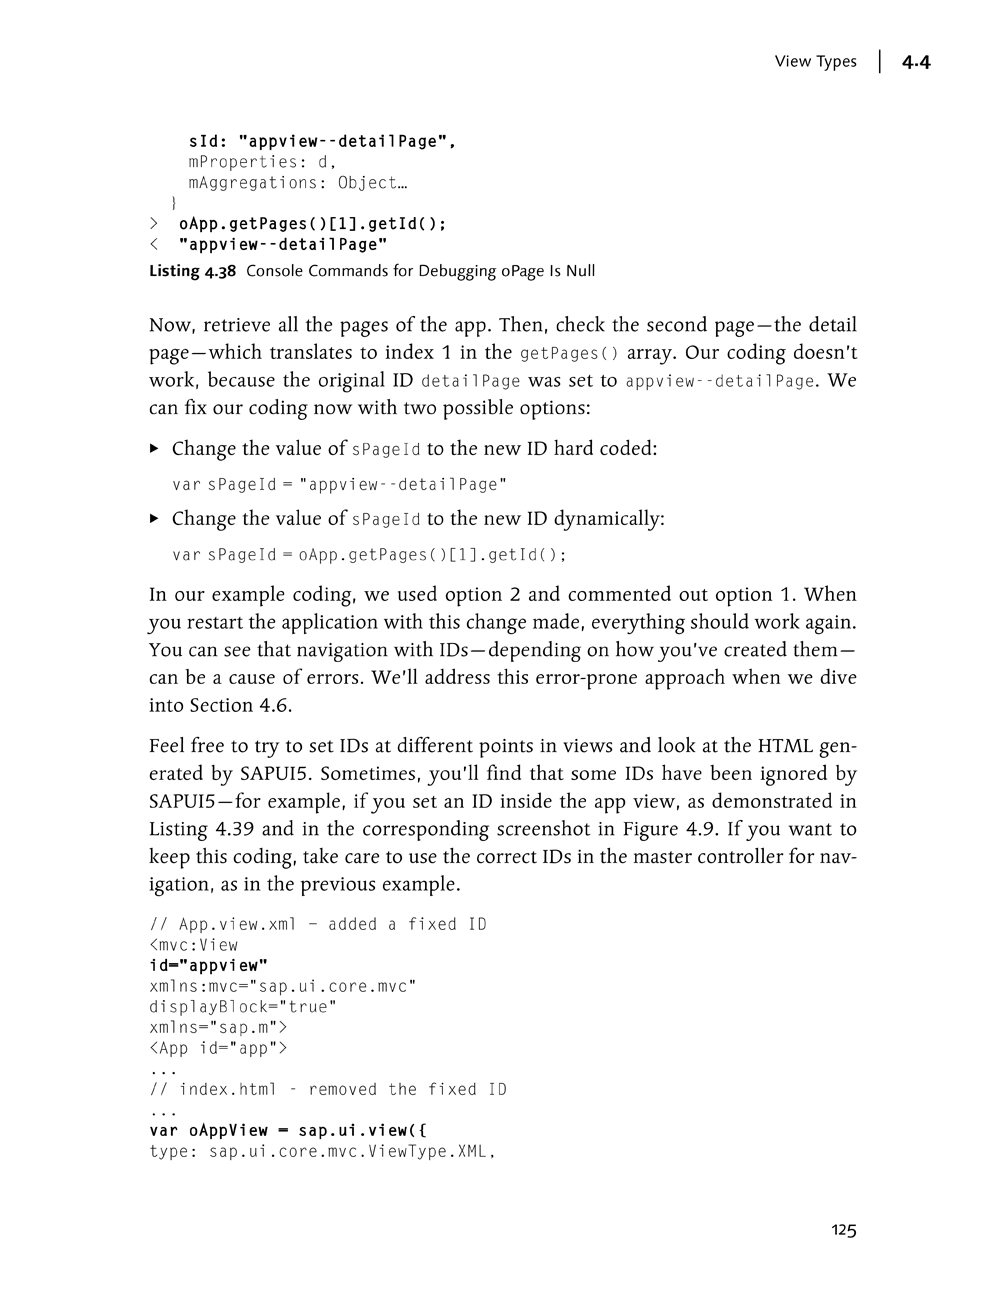 View Types | 4.4
sId: "appview--detailPage",
mProperties: d,
mAggregations: Object…
}
> oApp.getPages()[1].getId();
< "appview--detailPage"
Listing 4.38 Console Commands for Debugging oPage Is Null
Now, retrieve all the pages of the app. Then, check the second page—the detail
page—which translates to index 1 in the getPages() array. Our coding doesn't
work, because the original ID detailPage was set to appview--detailPage. We
can fix our coding now with two possible options:
▶ Change the value of sPageId to the new ID hard coded:
var sPageId = "appview--detailPage"
▶ Change the value of sPageId to the new ID dynamically:
var sPageId = oApp.getPages()[1].getId();
In our example coding, we used option 2 and commented out option 1. When
you restart the application with this change made, everything should work again.
You can see that navigation with IDs—depending on how you've created them—
can be a cause of errors. We'll address this error-prone approach when we dive
into Section 4.6.
Feel free to try to set IDs at different points in views and look at the HTML gen-
erated by SAPUI5. Sometimes, you'll find that some IDs have been ignored by
SAPUI5—for example, if you set an ID inside the app view, as demonstrated in
Listing 4.39 and in the corresponding screenshot in Figure 4.9. If you want to
keep this coding, take care to use the correct IDs in the master controller for nav-
igation, as in the previous example.
// App.view.xml – added a fixed ID
<mvc:View
id="appview"
xmlns:mvc="sap.ui.core.mvc"
displayBlock="true"
xmlns="sap.m">
<App id="app">
...
// index.html - removed the fixed ID
...
var oAppView = sap.ui.view({
type: sap.ui.core.mvc.ViewType.XML,
125